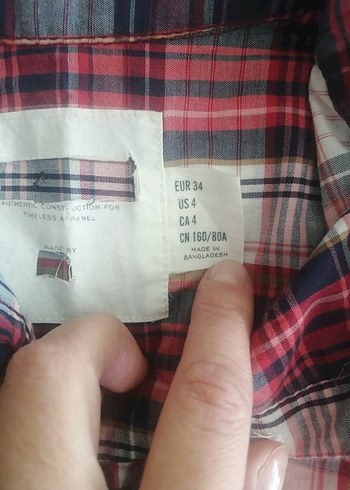 AUTHENTIC CONSTRUCTION FOR
TIMELESS APPAREL
MADE BY
EUR 34
US 4
CA 4
CN 160/80A
MADE IN
BANGLADESH